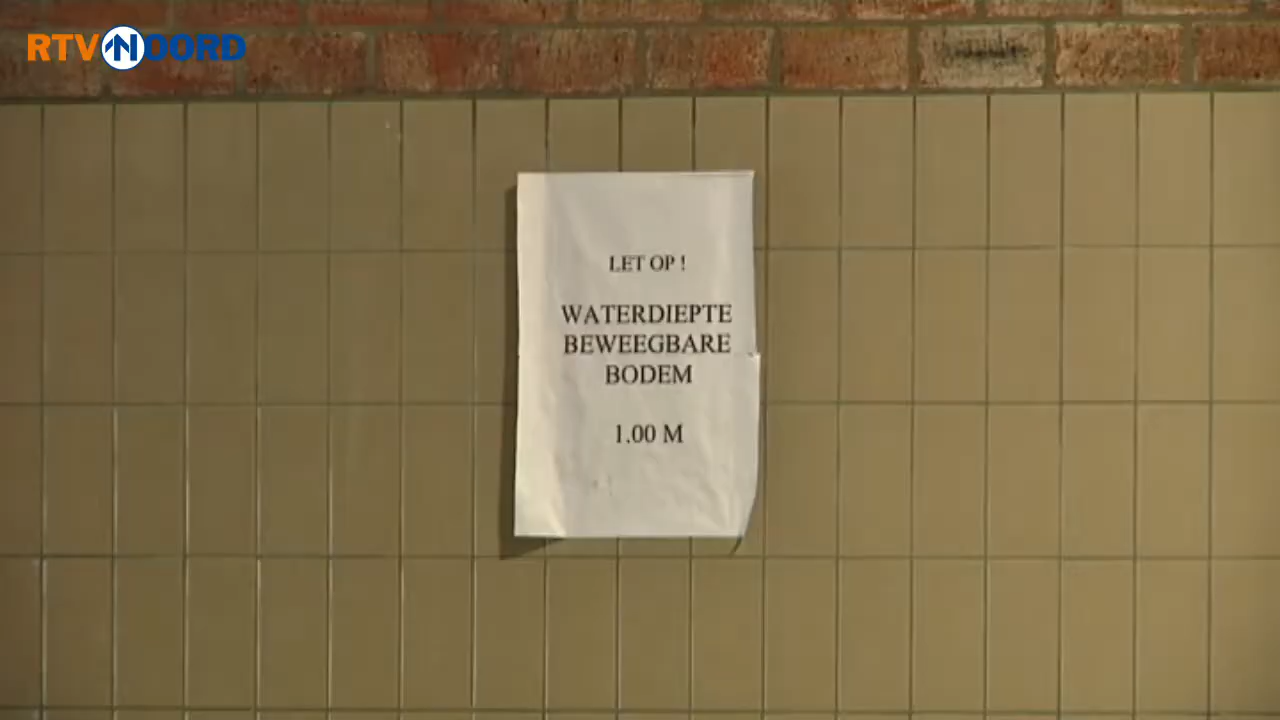 RTV NOORD
LET OP !
WATERDIEPTE
BEWEEGBARE
BODEM
1.00 M